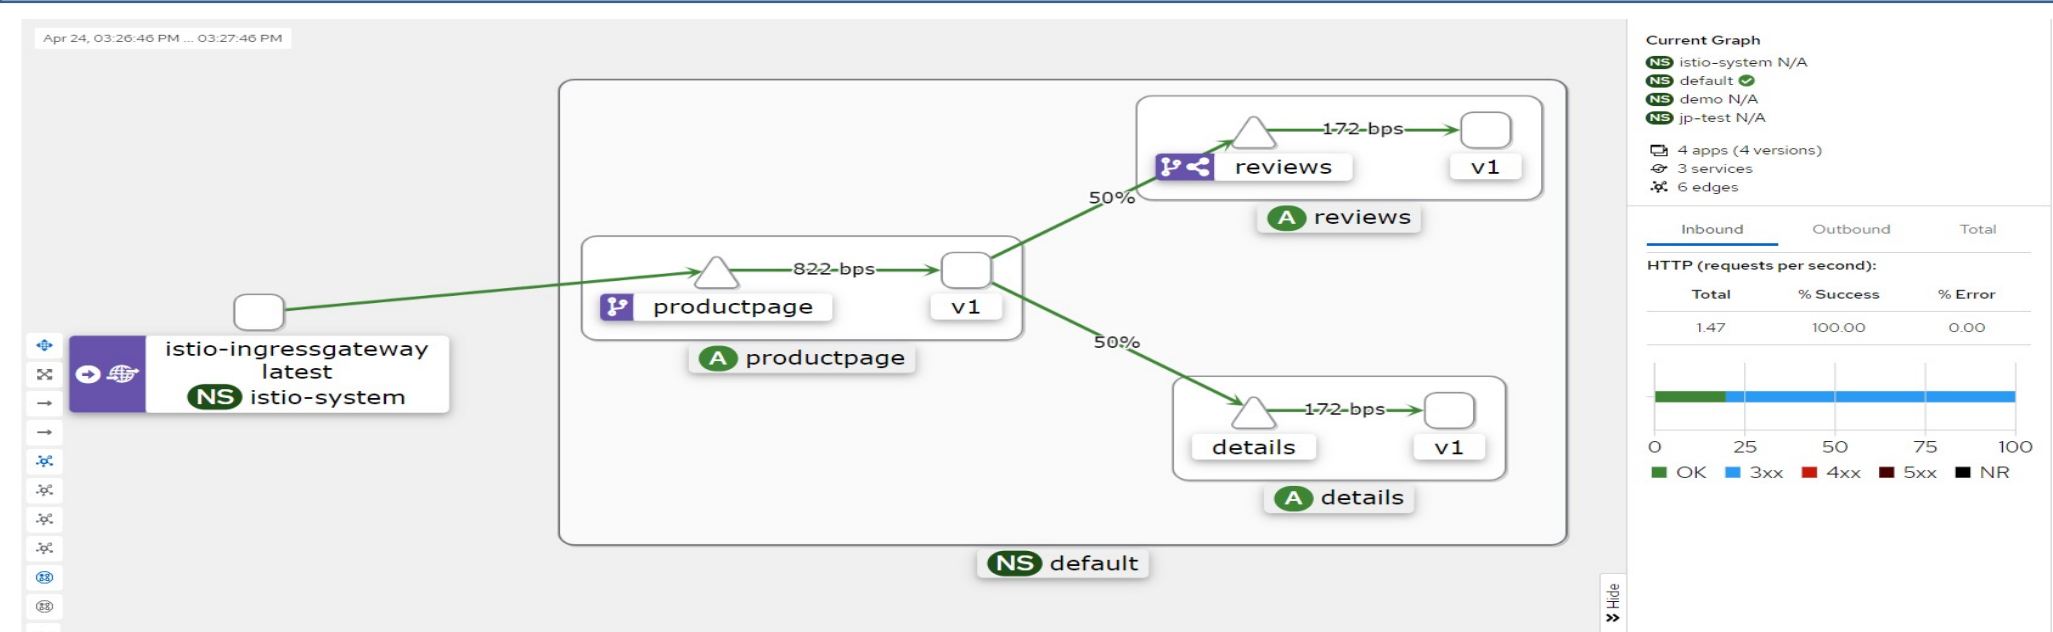 Apr 24, 03:26:46 PM ... 03:27:46 PM
172 bps
reviews
v1
50%
A reviews
822 bps
productpage
v1
A productpage
istio-ingressgateway
latest
NS istio-system
50%
172 bps
details
v1
A details
NS default
Hide
Current Graph
NS istio-system N/A
NS default
NS demo N/A
NS jp-test N/A
4 apps (4 versions)
3 services
6 edges
Inbound Outbound Total
HTTP (requests per second):
Total % Success % Error
1.47 100.00 0.00
0 25 50 75 100
OK 3xx 4xx 5xx NR